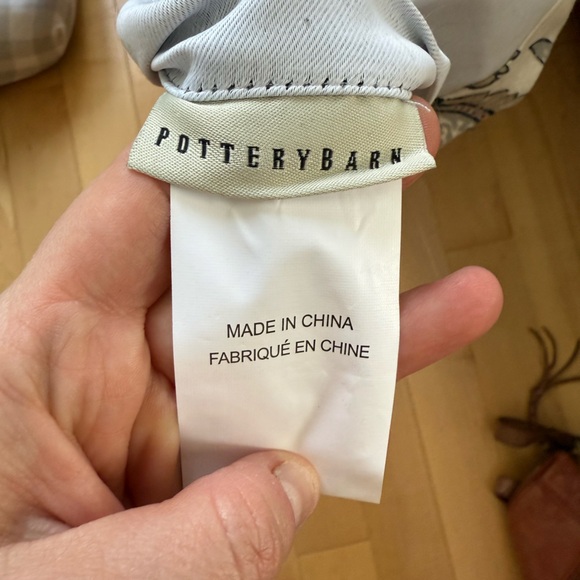 POTTERYBARN
MADE IN CHINA
FABRIQUÉ EN CHINE